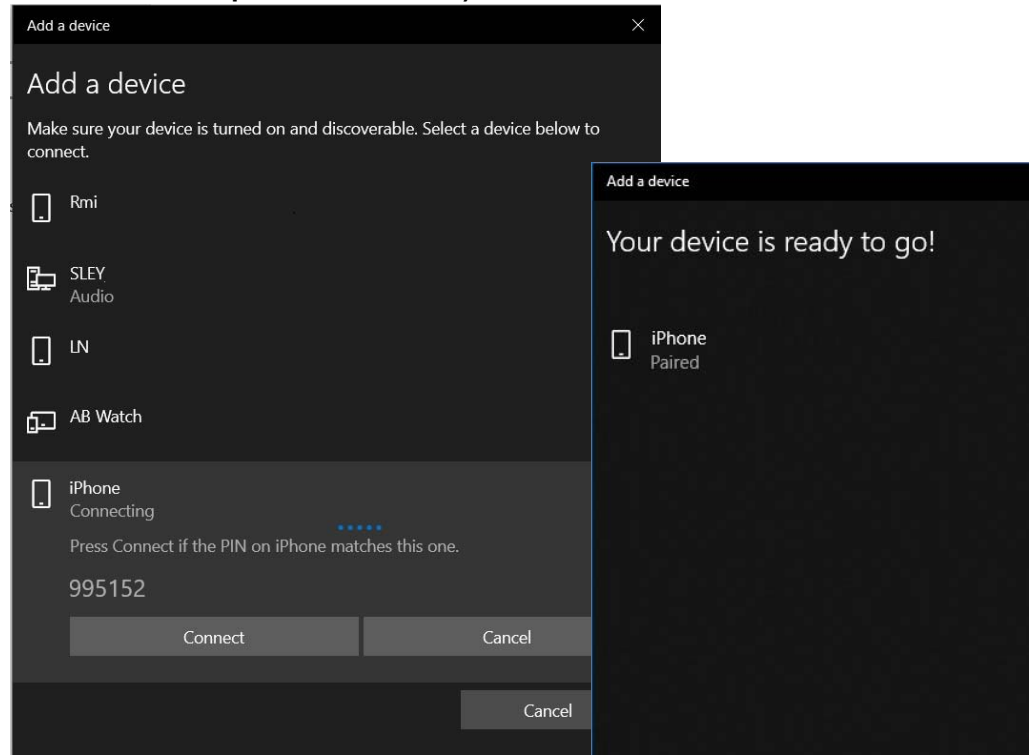 Add a device
Add a device
Make sure your device is turned on and discoverable. Select a device below to
connect.
Rmi
SLEY
Audio
LN
AB Watch
iPhone
Connecting
Press Connect if the PIN on iPhone matches this one.
995152
Connect
Cancel
Cancel
Add a device
Your device is ready to go!
iPhone
Paired